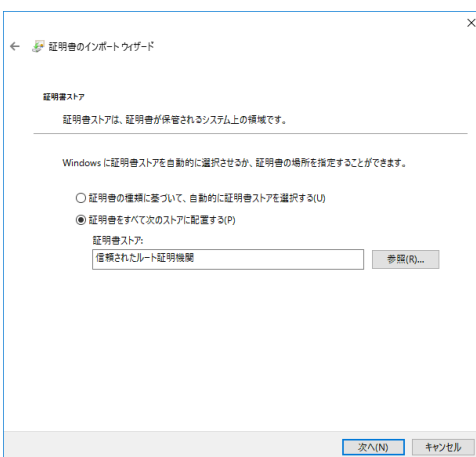 証明書のインポート ウィザード
証明書ストア
証明書ストアは、証明書が保管されるシステム上の領域です。
Windows に証明書ストアを自動的に選択させるか、証明書の場所を指定することができます。
証明書の種類に基づいて、自動的に証明書ストアを選択する(U)
証明書をすべて次のストアに配置する(P)
証明書ストア:
信頼されたルート証明機関
参照(R)...
次へ(N)
キャンセル